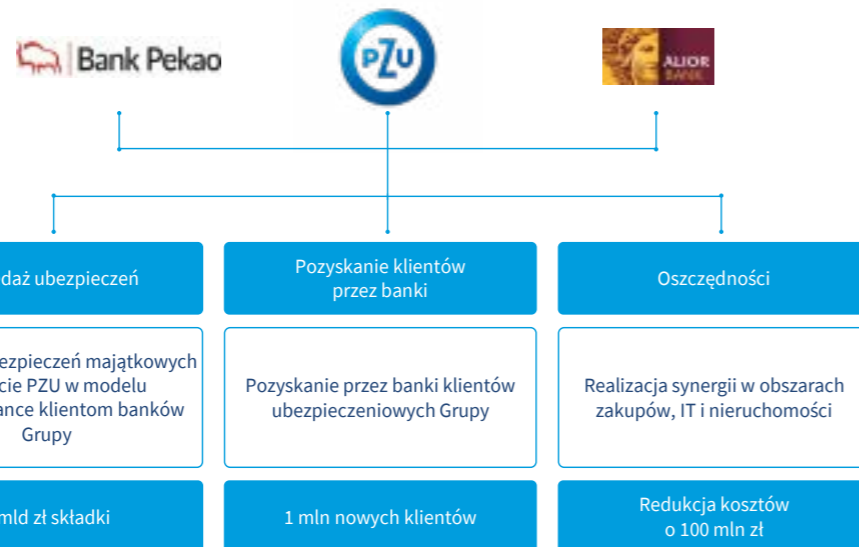 Bank Pekao
PZU
ALIOR
BANK
daż ubezpieczeń
Pozyskanie klientów
przez banki
Oszczędności
ezpieczeń majątkowych
cie PZU w modelu
ance klientom banków
Grupy
Pozyskanie przez banki klientów
ubezpieczeniowych Grupy
Realizacja synergii w obszarach
zakupów, IT i nieruchomości
mld zł składki
1 mln nowych klientów
Redukcja kosztów
o 100 mln zł